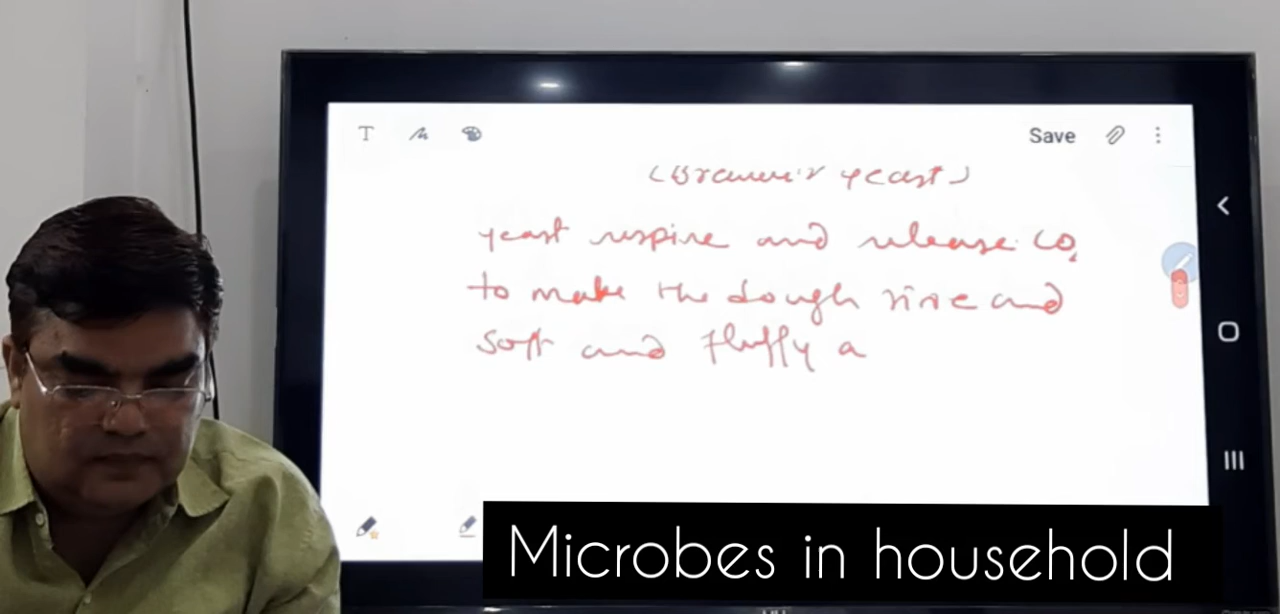 T
Save
(Brewer's yeast)
yeast respire and release CO₂
to make the dough rise and
soft and fluffy a
Microbes in household